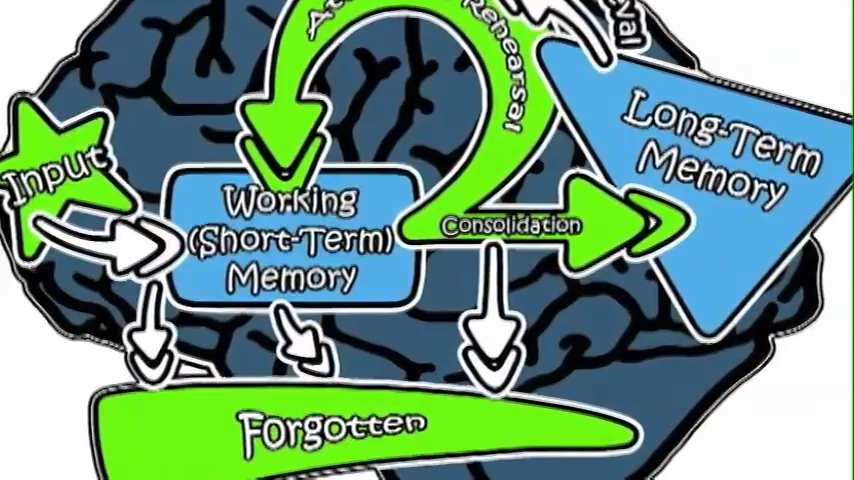 Rehearsal
Long-Term
Memory
Input
Working
(Short-Term)
Memory
Consolidation
Forgotten